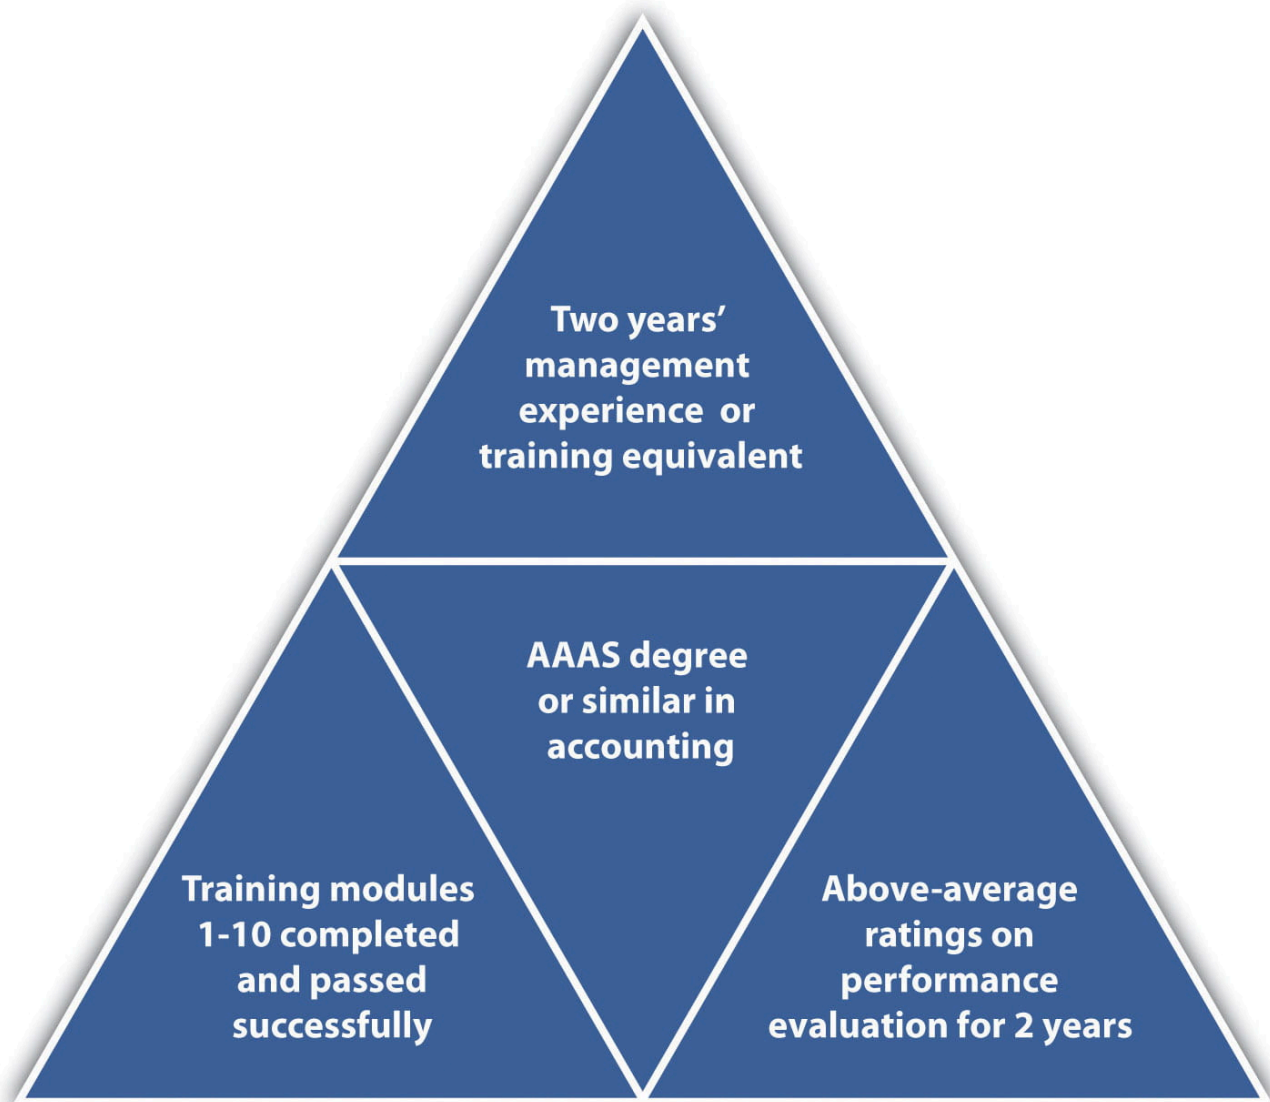 Two years’
management
experience or
training equivalent
AAAS degree
or similar in
accounting
Training modules
1-10 completed
and passed
successfully
Above-average
ratings on
performance
evaluation for 2 years